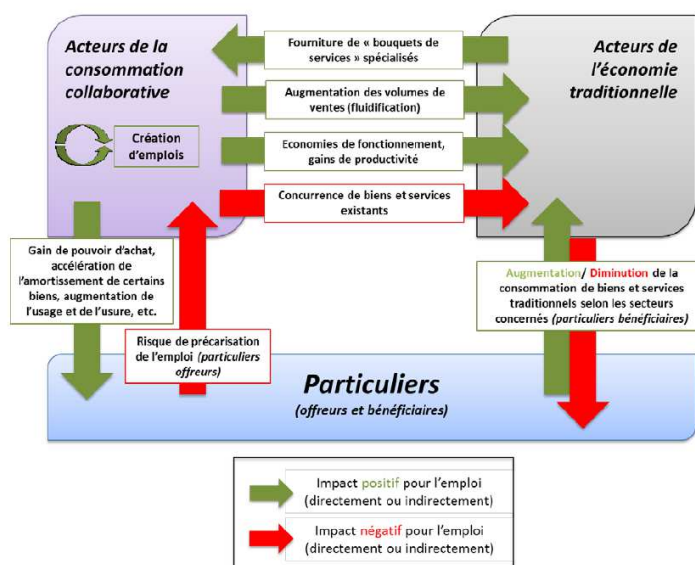 Acteurs de la
consommation
collaborative
Création
d'emplois
Fourniture de « bouquets de
services » spécialisés
Augmentation des volumes de
ventes (fluidification)
Economies de fonctionnement,
gains de productivité
Concurrence de biens et services
existants
Acteurs de
l'économie
traditionnelle
Gain de pouvoir d'achat,
accélération de
l'amortissement de certains
biens, augmentation de
l'usage et de l'usure, etc.
Risque de précarisation
de l'emploi (particuliers
offreurs)
Augmentation/ Diminution de la
consommation de biens et services
traditionnels selon les secteurs
concernés (particuliers bénéficiaires)
Particuliers
(offreurs et bénéficiaires)
Impact positif pour l'emploi
(directement ou indirectement)
Impact négatif pour l'emploi
(directement ou indirectement)